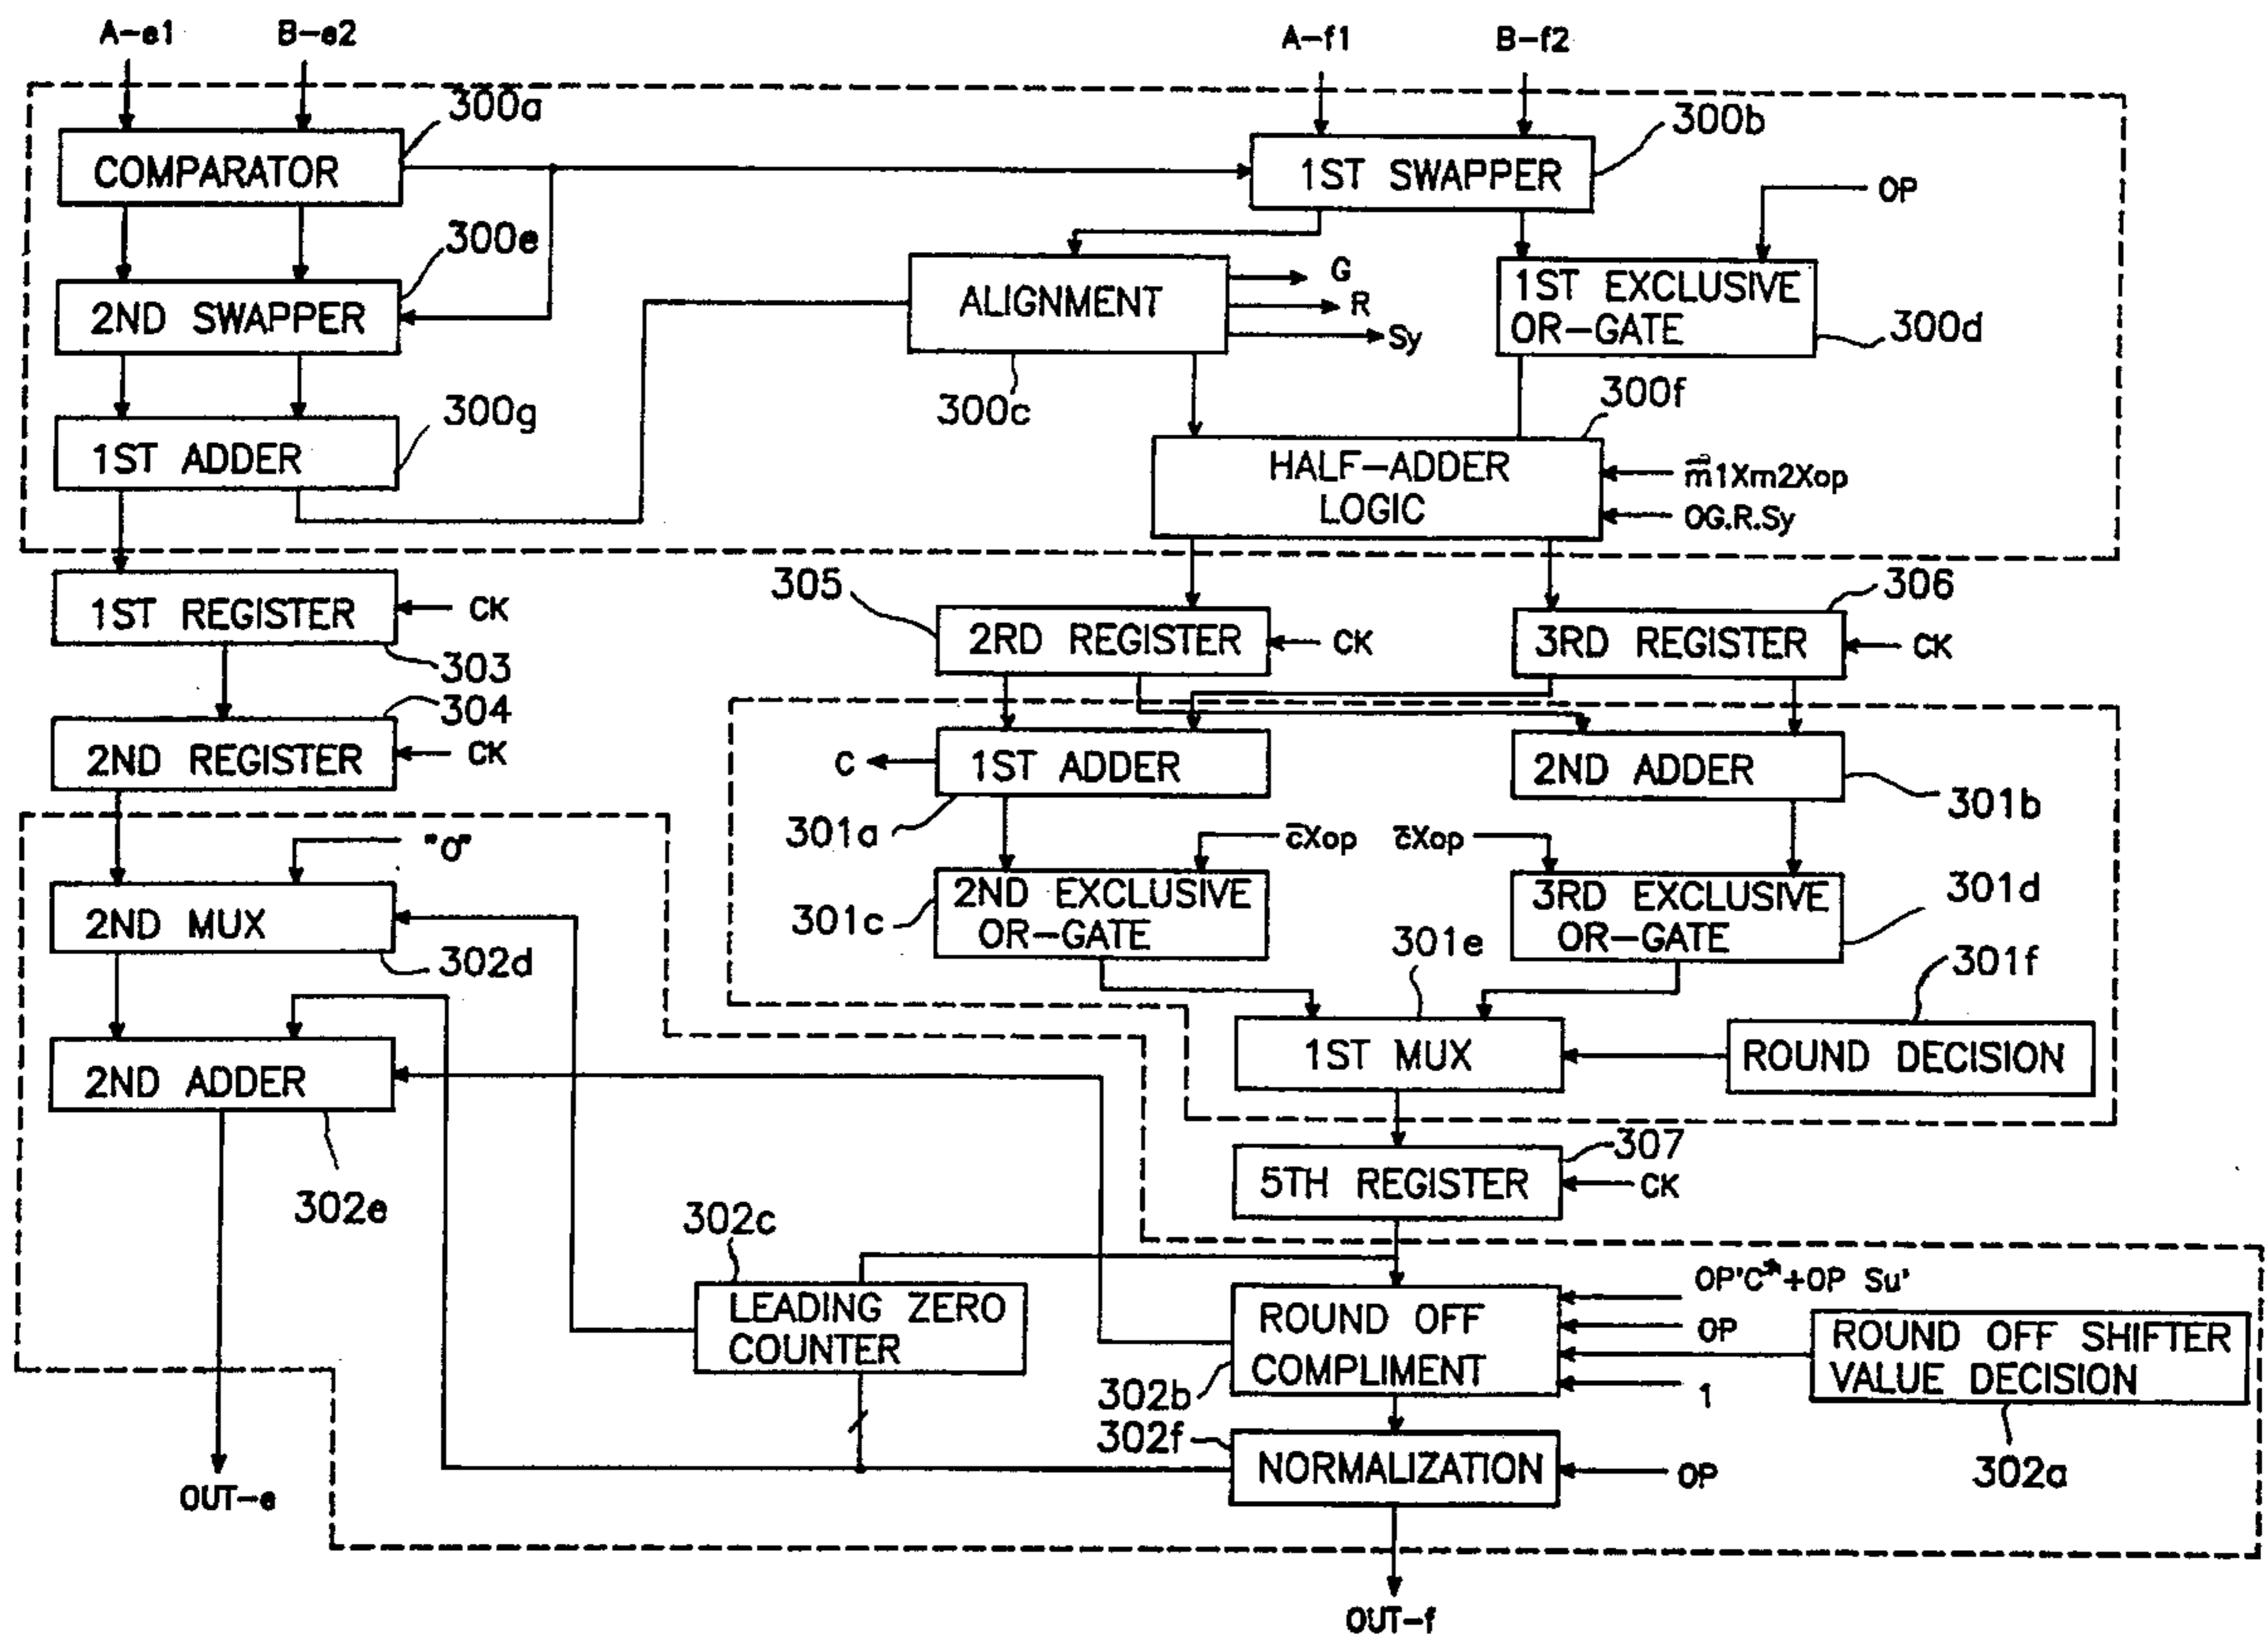 A-e1
B-e2
A-f1
B-f2
300a
300b
COMPARATOR
1ST SWAPPER
OP
300e
2ND SWAPPER
ALIGNMENT
G
R
Sy
1ST EXCLUSIVE
OR-GATE
300d
300c
300f
300g
1ST ADDER
HALF-ADDER
LOGIC
m̄1Xm2Xop
OG.R.Sy
305
306
1ST REGISTER
CK
2RD REGISTER
CK
3RD REGISTER
CK
303
304
2ND REGISTER
CK
C
1ST ADDER
2ND ADDER
301b
301a
"0"
c̄Xop
c̄Xop
2ND MUX
302d
301c
2ND EXCLUSIVE
OR-GATE
3RD EXCLUSIVE
OR-GATE
301d
301e
301f
2ND ADDER
1ST MUX
ROUND DECISION
302e
307
5TH REGISTER
CK
302c
LEADING ZERO
COUNTER
ROUND OFF
COMPLIMENT
OP
1
ROUND OFF SHIFTER
VALUE DECISION
302b
302f
NORMALIZATION
OP
302a
OUT-e
OUT-f